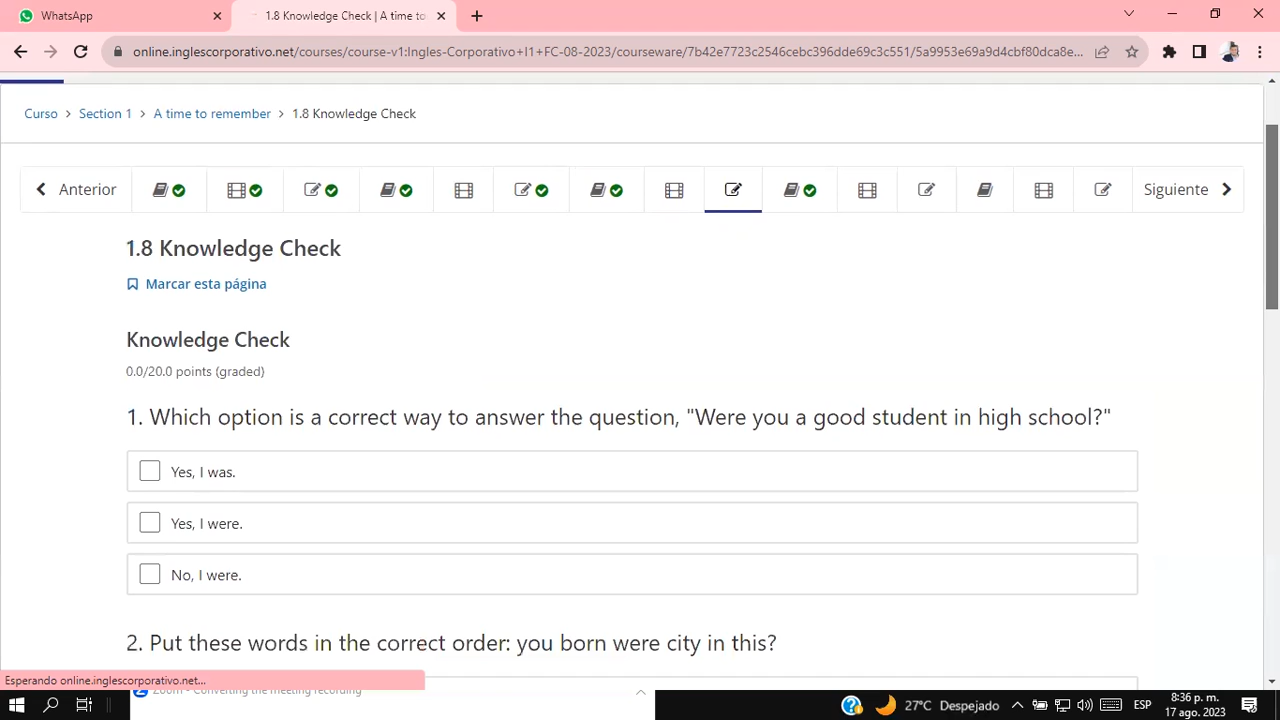 WhatsApp
1.8 Knowledge Check | A time to
online.inglescorporativo.net/courses/course-v1:Ingles-Corporativo+I1+FC-08-2023/courseware/7b42e7723c2546cebc396dde69c3c551/5a9953e69a9d4cbf80dca8e...
Curso > Section 1 > A time to remember > 1.8 Knowledge Check
Anterior
Siguiente
1.8 Knowledge Check
Marcar esta página
Knowledge Check
0.0/20.0 points (graded)
1. Which option is a correct way to answer the question, "Were you a good student in high school?"
Yes, I was.
Yes, I were.
No, I were.
2. Put these words in the correct order: you born were city in this?
Esperando online.inglescorporativo.net...
Zoom - Converting the meeting recording
27°C Despejado
ESP
8:36 p. m.
17 ago. 2023